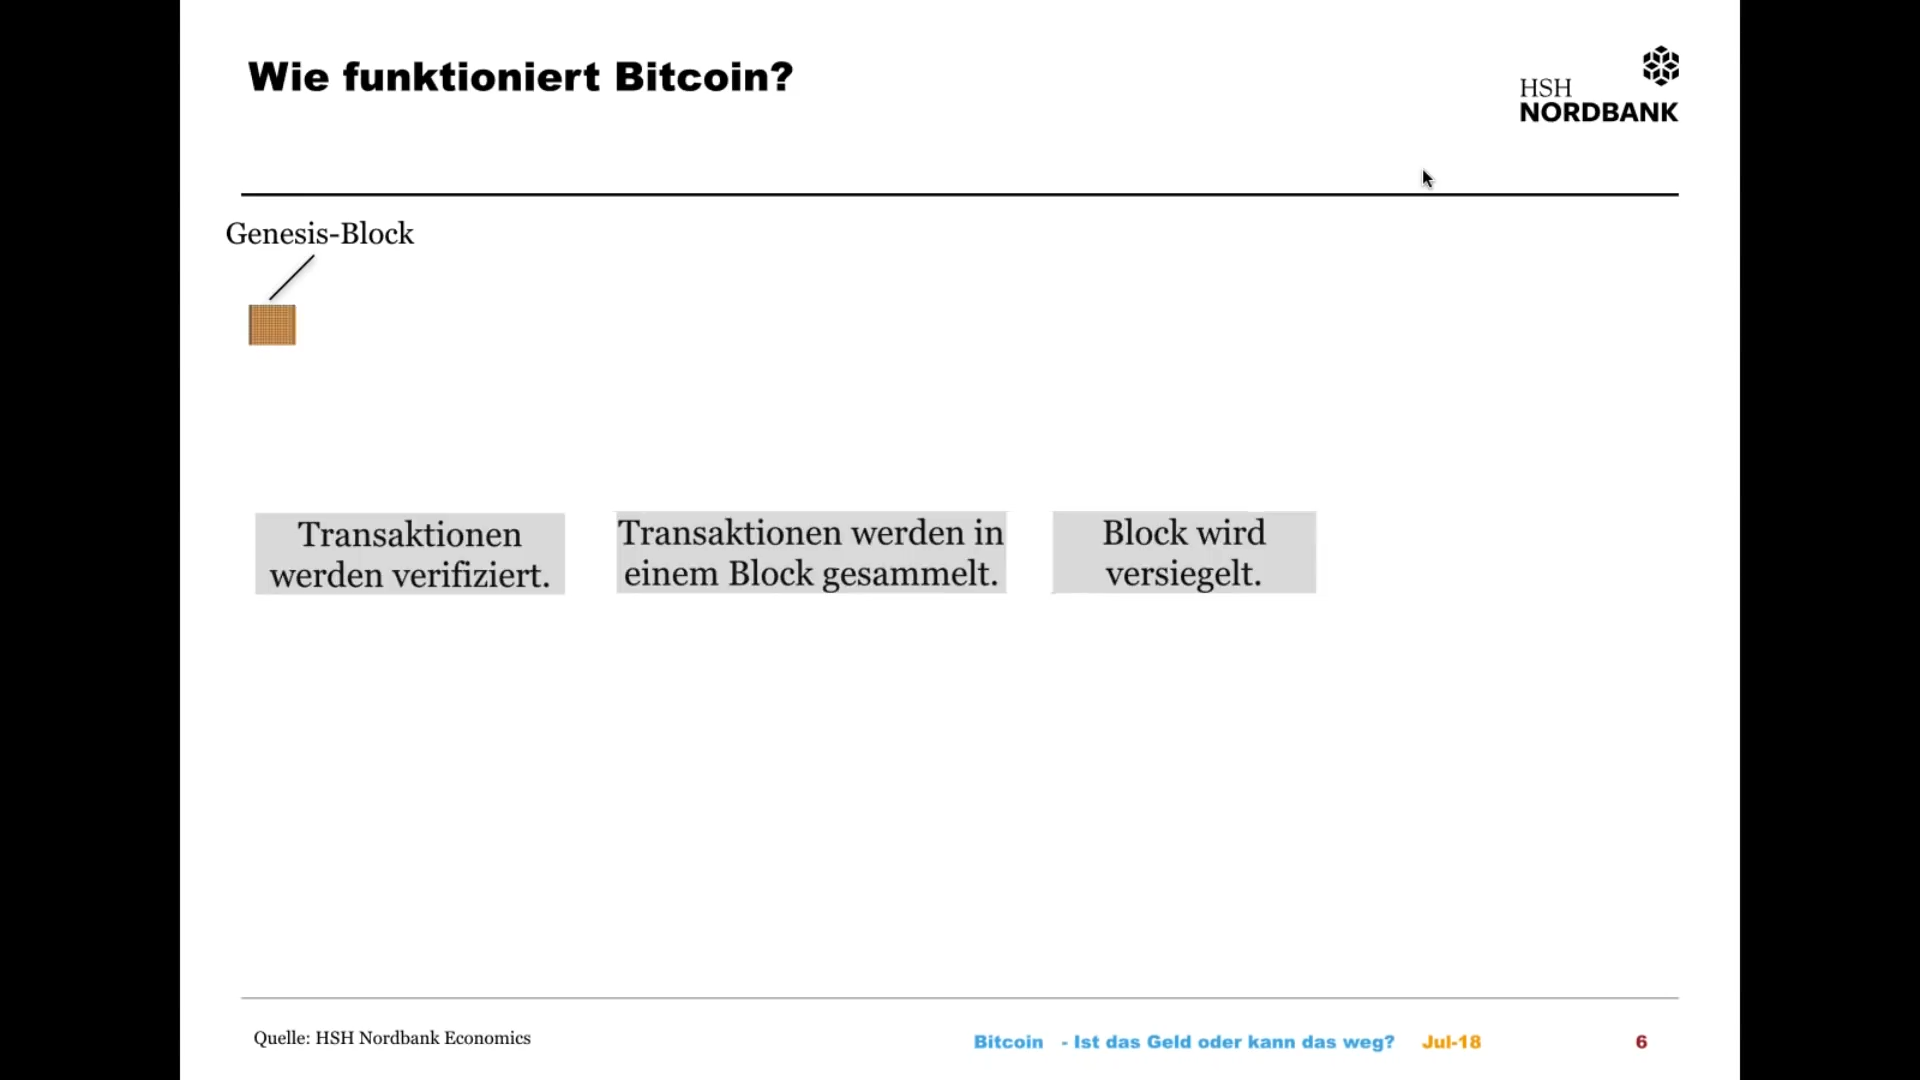 Wie funktioniert Bitcoin?
HSH
NORDBANK
Genesis-Block
Transaktionen
werden verifiziert.
Transaktionen werden in
einem Block gesammelt.
Block wird
versiegelt.
Quelle: HSH Nordbank Economics
Bitcoin - Ist das Geld oder kann das weg? Jul-18 6